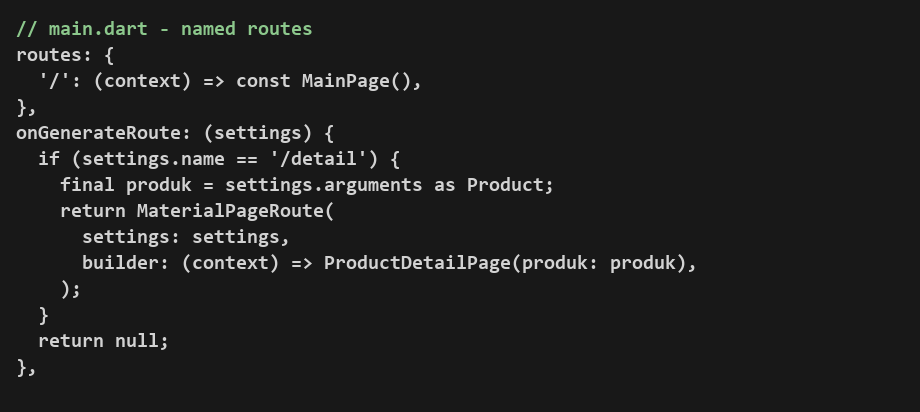 // main.dart - named routes
routes: {
  '/': (context) => const MainPage(),
},
onGenerateRoute: (settings) {
  if (settings.name == '/detail') {
    final produk = settings.arguments as Product;
    return MaterialPageRoute(
      settings: settings,
      builder: (context) => ProductDetailPage(produk: produk),
    );
  }
  return null;
},